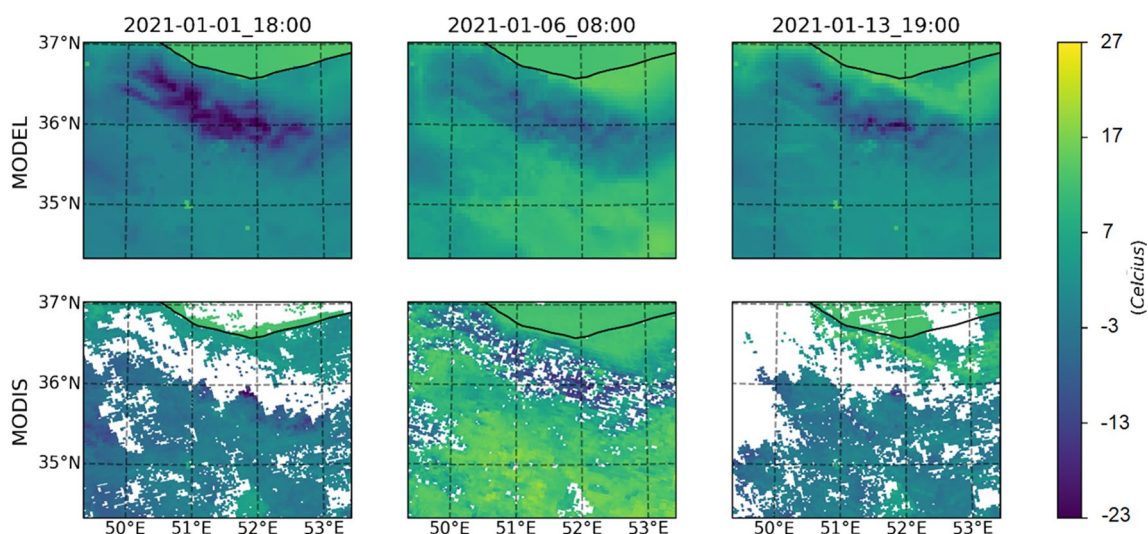 2021-01-01_18:00 2021-01-06_08:00 2021-01-13_19:00
37°N
36°N
35°N
MODEL
37°N
36°N
35°N
MODIS
50°E 51°E 52°E 53°E 50°E 51°E 52°E 53°E 50°E 51°E 52°E 53°E
27
17
7
-3
-13
-23
(Celcius)